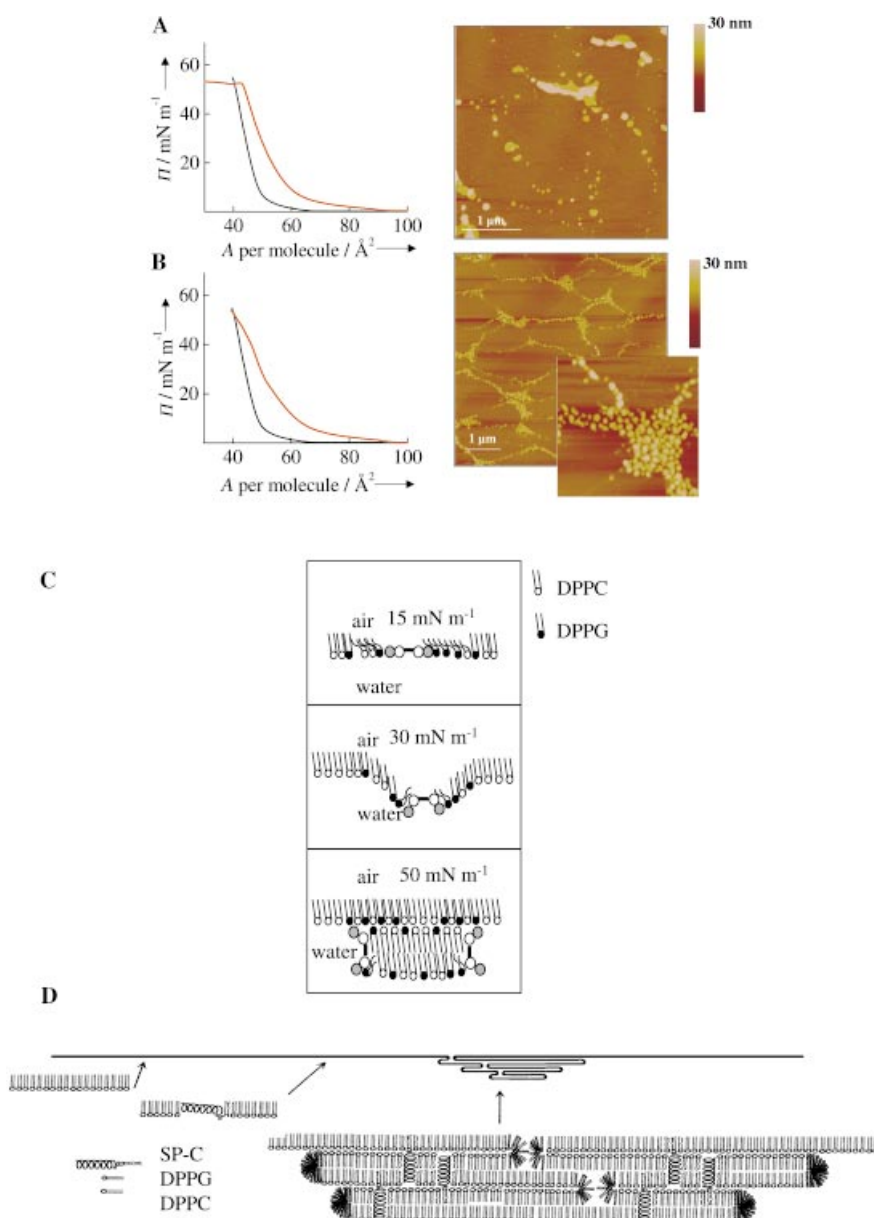 A
30 nm
60
40
20
Π / mN m⁻¹
40 60 80 100
A per molecule / Å²
1 µm
B
30 nm
60
40
20
Π / mN m⁻¹
40 60 80 100
A per molecule / Å²
1 µm
C
air 15 mN m⁻¹
water
DPPC
DPPG
air 30 mN m⁻¹
water
air 50 mN m⁻¹
water
D
SP-C
DPPG
DPPC